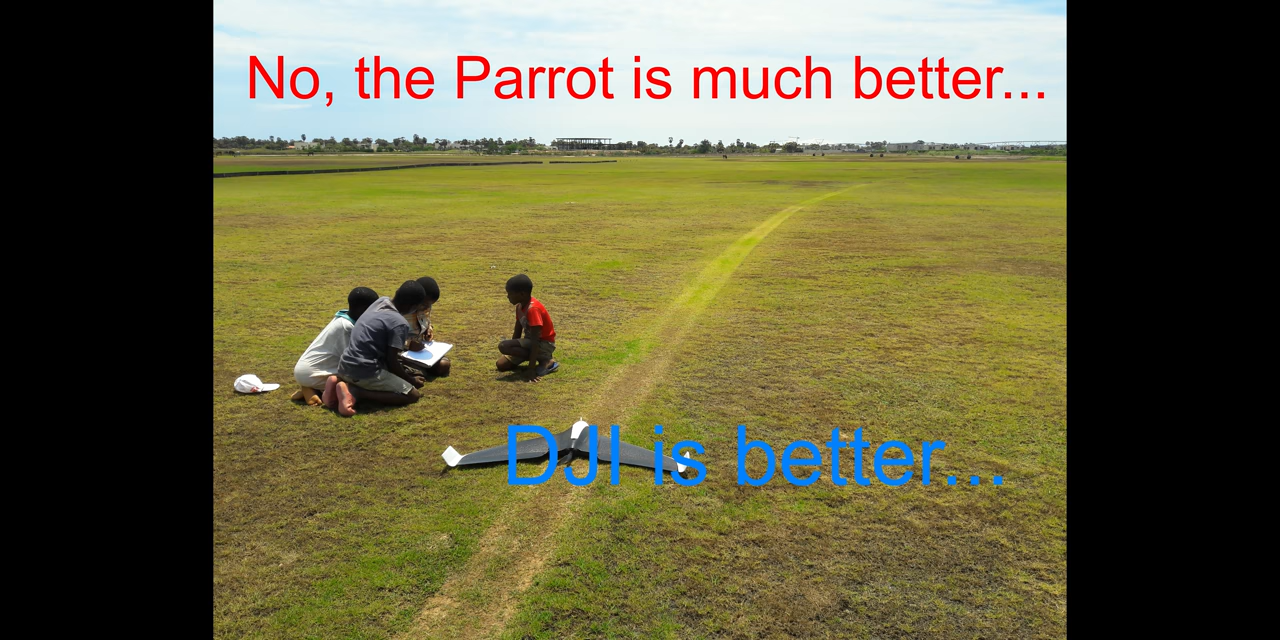 No, the Parrot is much better...
DJI is better...